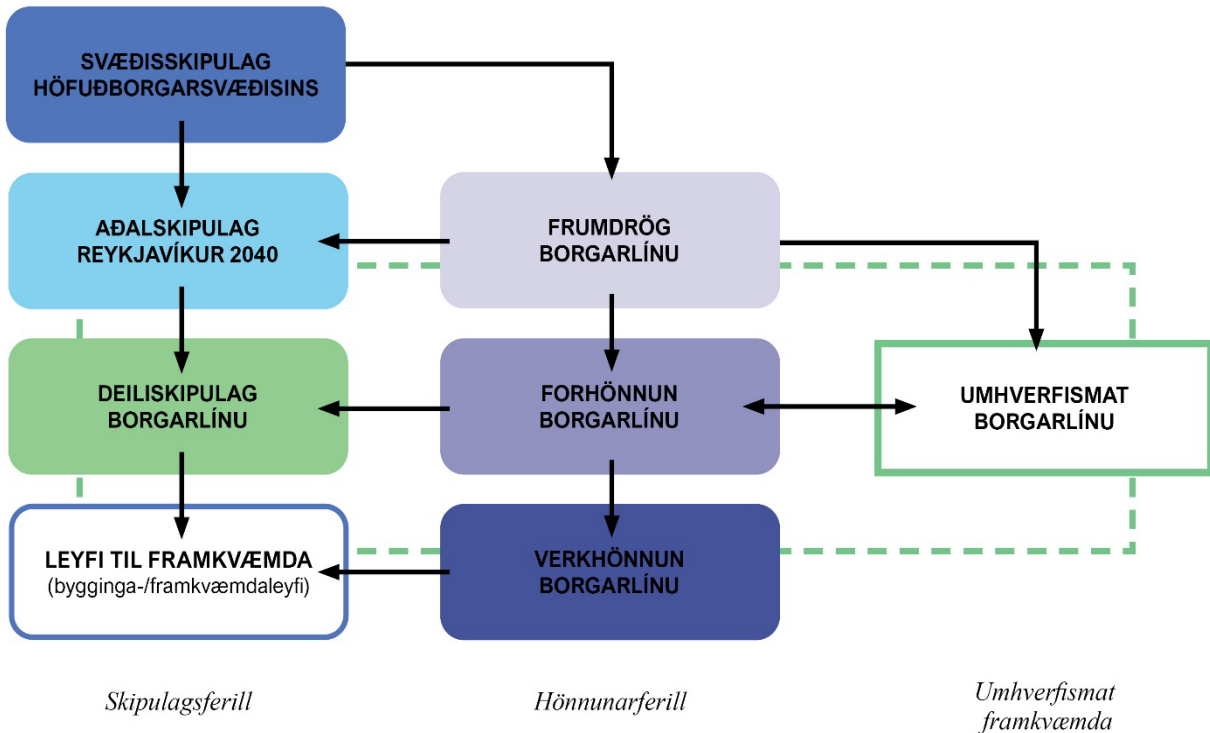 SVÆÐISSKIPULAG
HÖFUÐBORGARSVÆÐISINS
AÐALSKIPULAG
REYKJAVÍKUR 2040
FRUMDRÖG
BORGARLÍNU
DEILISKIPULAG
BORGARLÍNU
FORHÖNNUN
BORGARLÍNU
UMHVERFISMAT
BORGARLÍNU
LEYFI TIL FRAMKVÆMDA
(bygginga-/framkvæmdaleyfi)
VERKHÖNNUN
BORGARLÍNU
Skipulagsferill
Hönnunarferill
Umhverfismat
framkvæmda